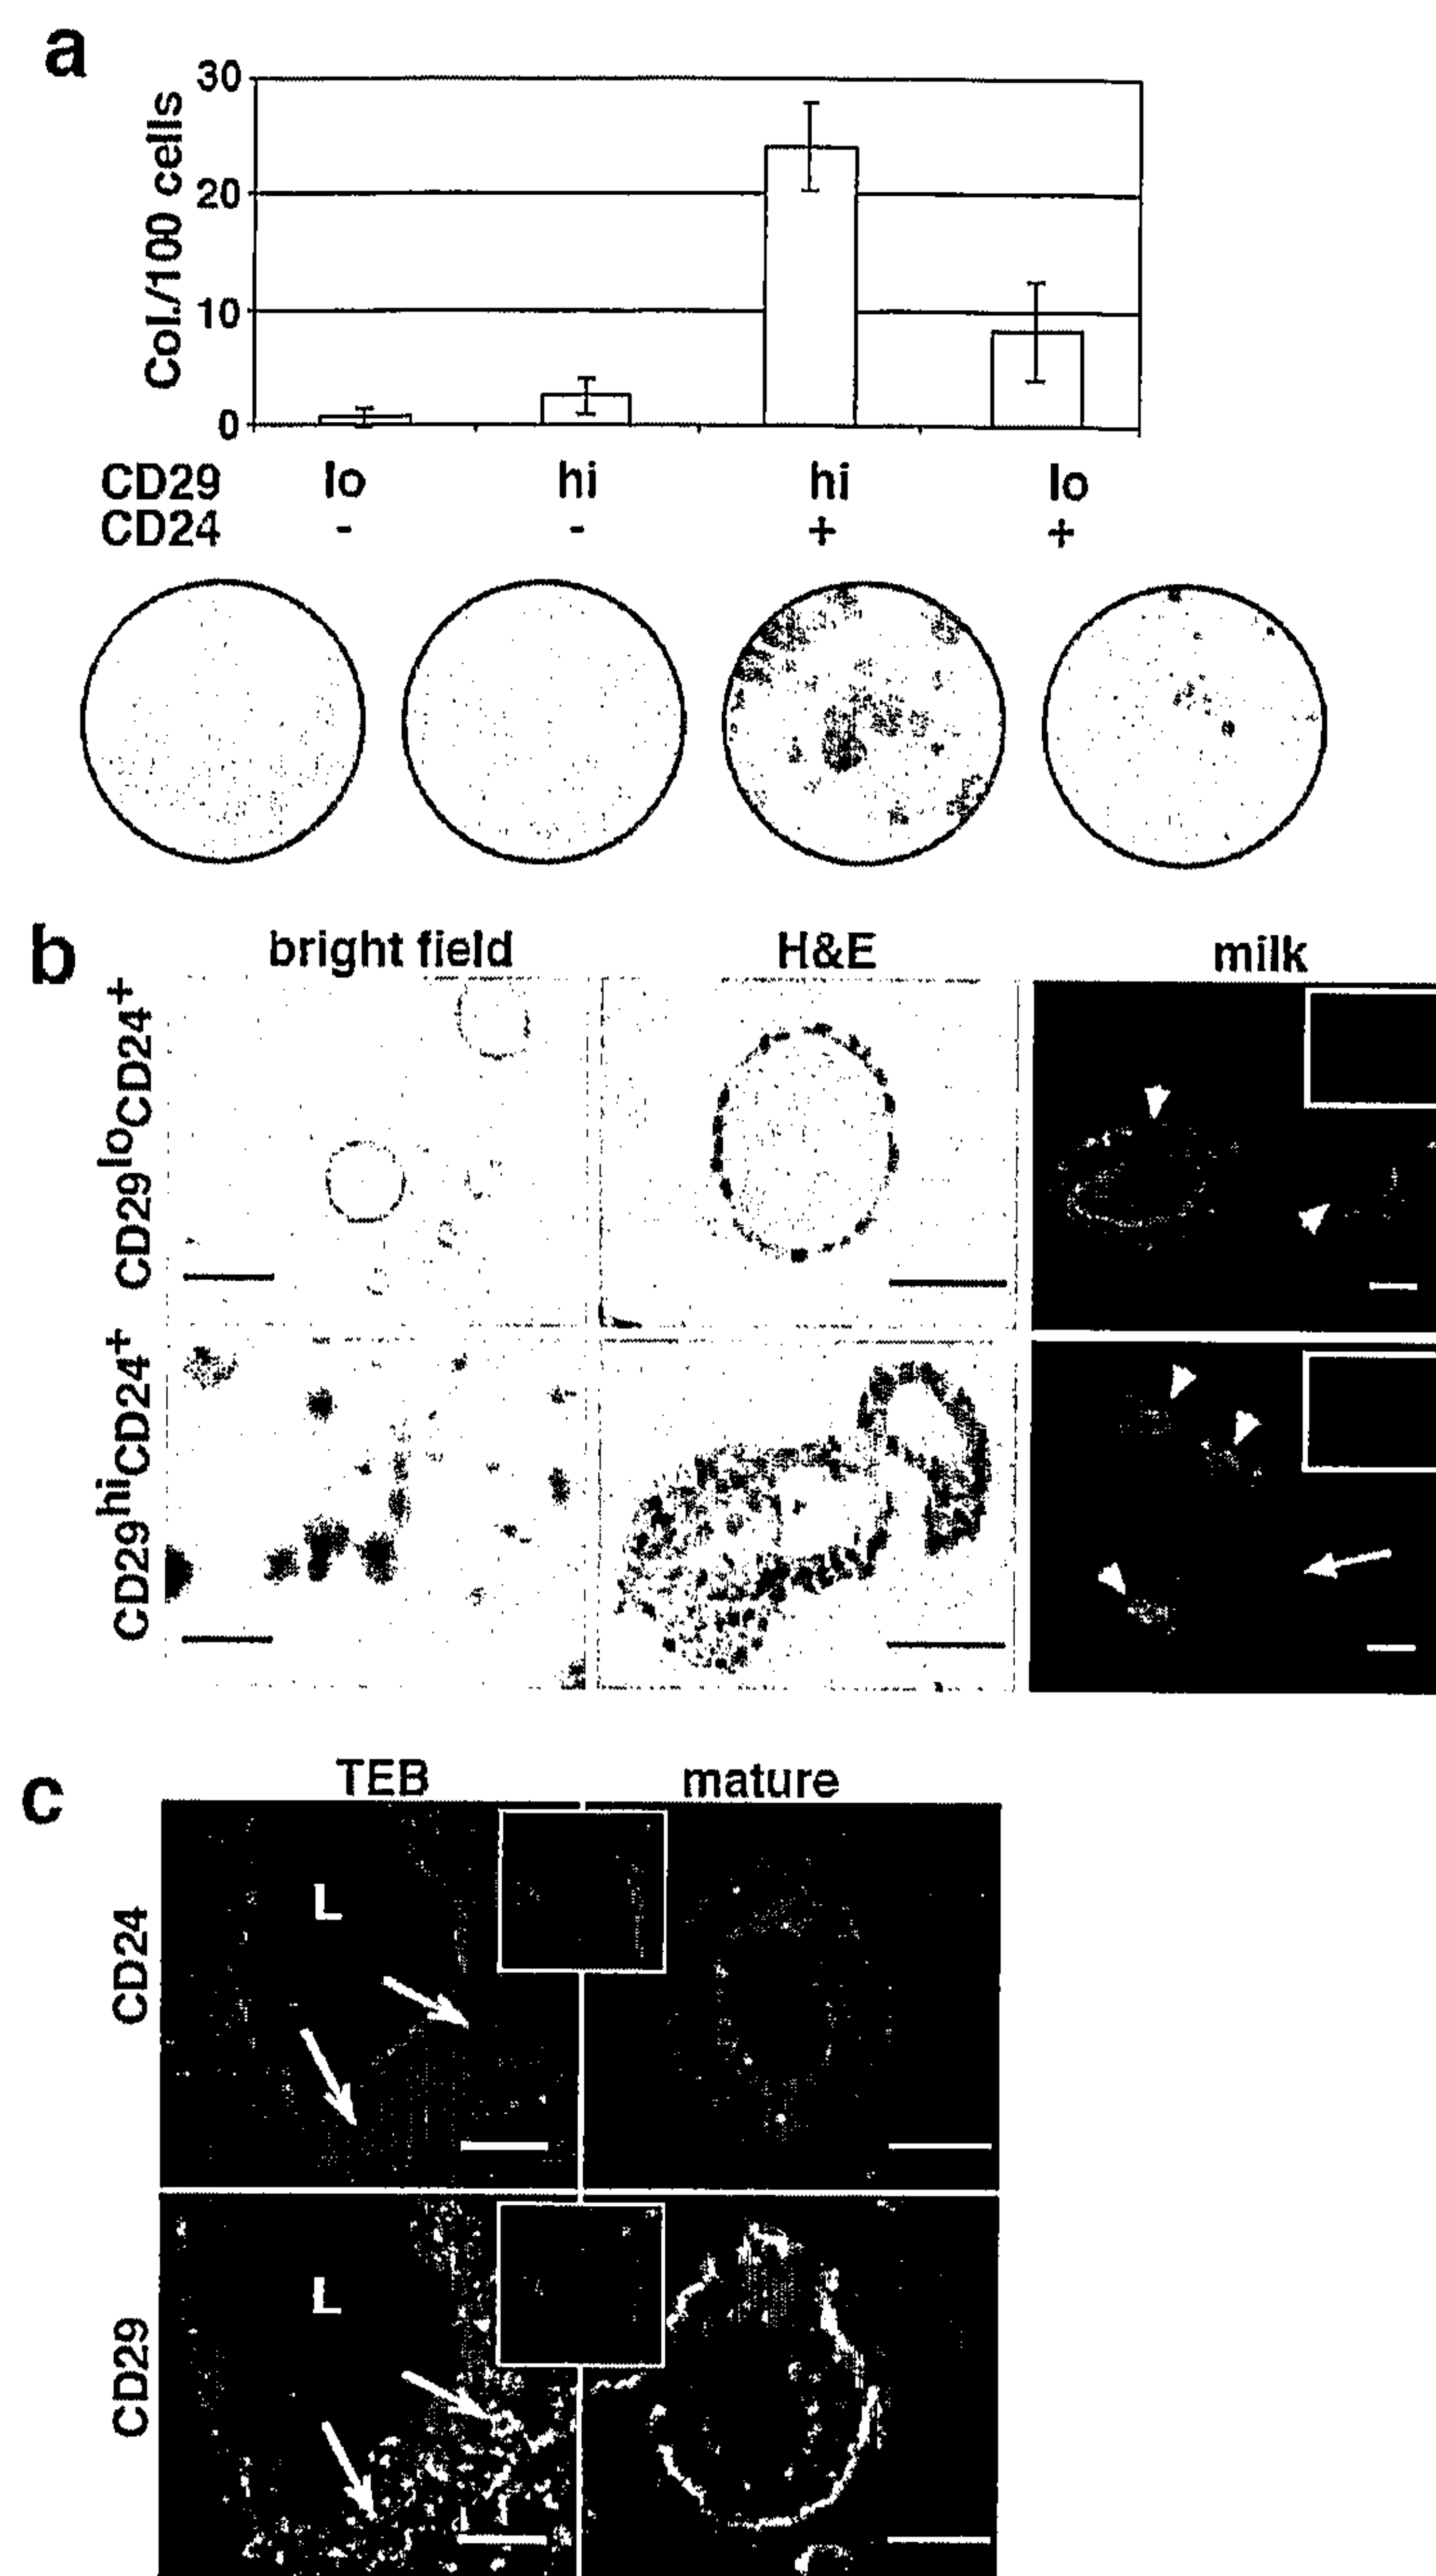 a
30
20
10
0
Col./100 cells
CD29 lo hi hi lo
CD24 - - + +
b
bright field H&E milk
CD29loCD24+
CD29hiCD24+
c
TEB mature
CD24
L
CD29
L